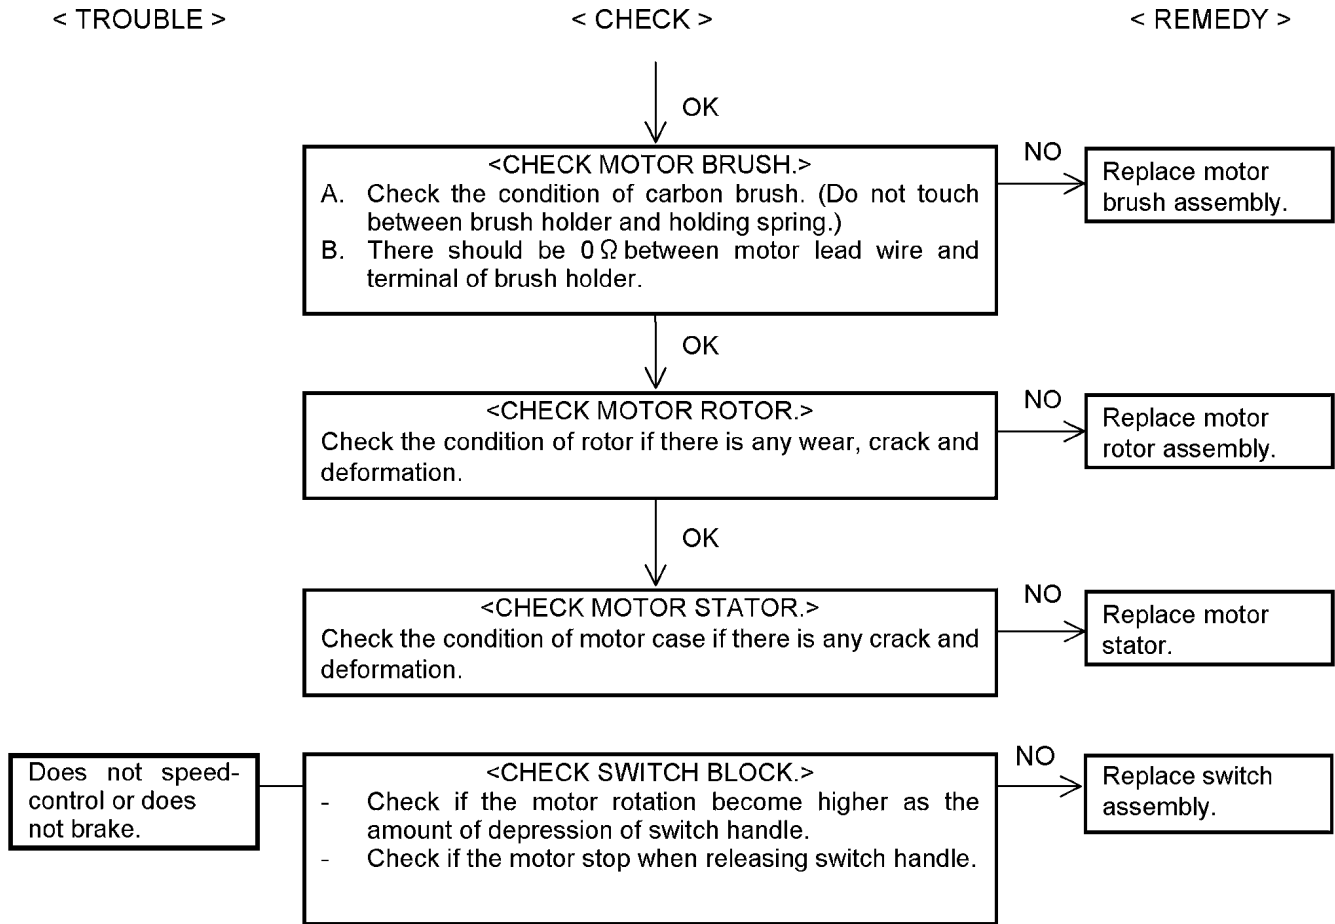 < TROUBLE >
< CHECK >
< REMEDY >
OK
<CHECK MOTOR BRUSH.>
A. Check the condition of carbon brush. (Do not touch
between brush holder and holding spring.)
B. There should be 0 Ω between motor lead wire and
terminal of brush holder.
NO
Replace motor
brush assembly.
OK
<CHECK MOTOR ROTOR.>
Check the condition of rotor if there is any wear, crack and
deformation.
NO
Replace motor
rotor assembly.
OK
<CHECK MOTOR STATOR.>
Check the condition of motor case if there is any crack and
deformation.
NO
Replace motor
stator.
Does not speed-
control or does
not brake.
<CHECK SWITCH BLOCK.>
- Check if the motor rotation become higher as the
amount of depression of switch handle.
- Check if the motor stop when releasing switch handle.
NO
Replace switch
assembly.